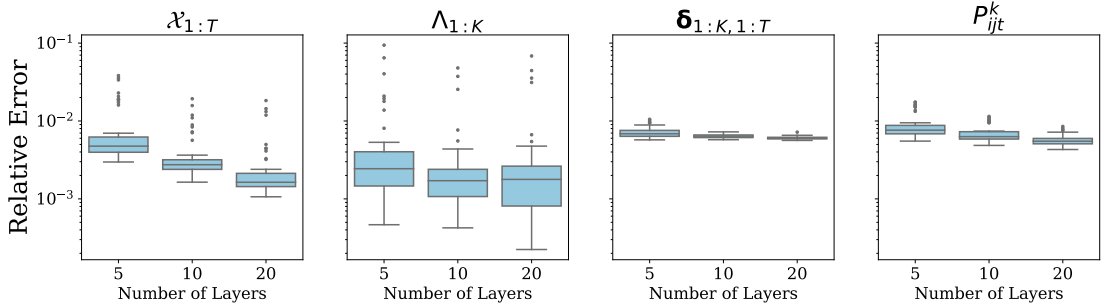 𝒳₁:T
Λ₁:K
δ₁:K, 1:T
Pᵏᵢⱼₜ
Relative Error
10⁻¹
10⁻²
10⁻³
5 10 20
5 10 20
5 10 20
5 10 20
Number of Layers
Number of Layers
Number of Layers
Number of Layers